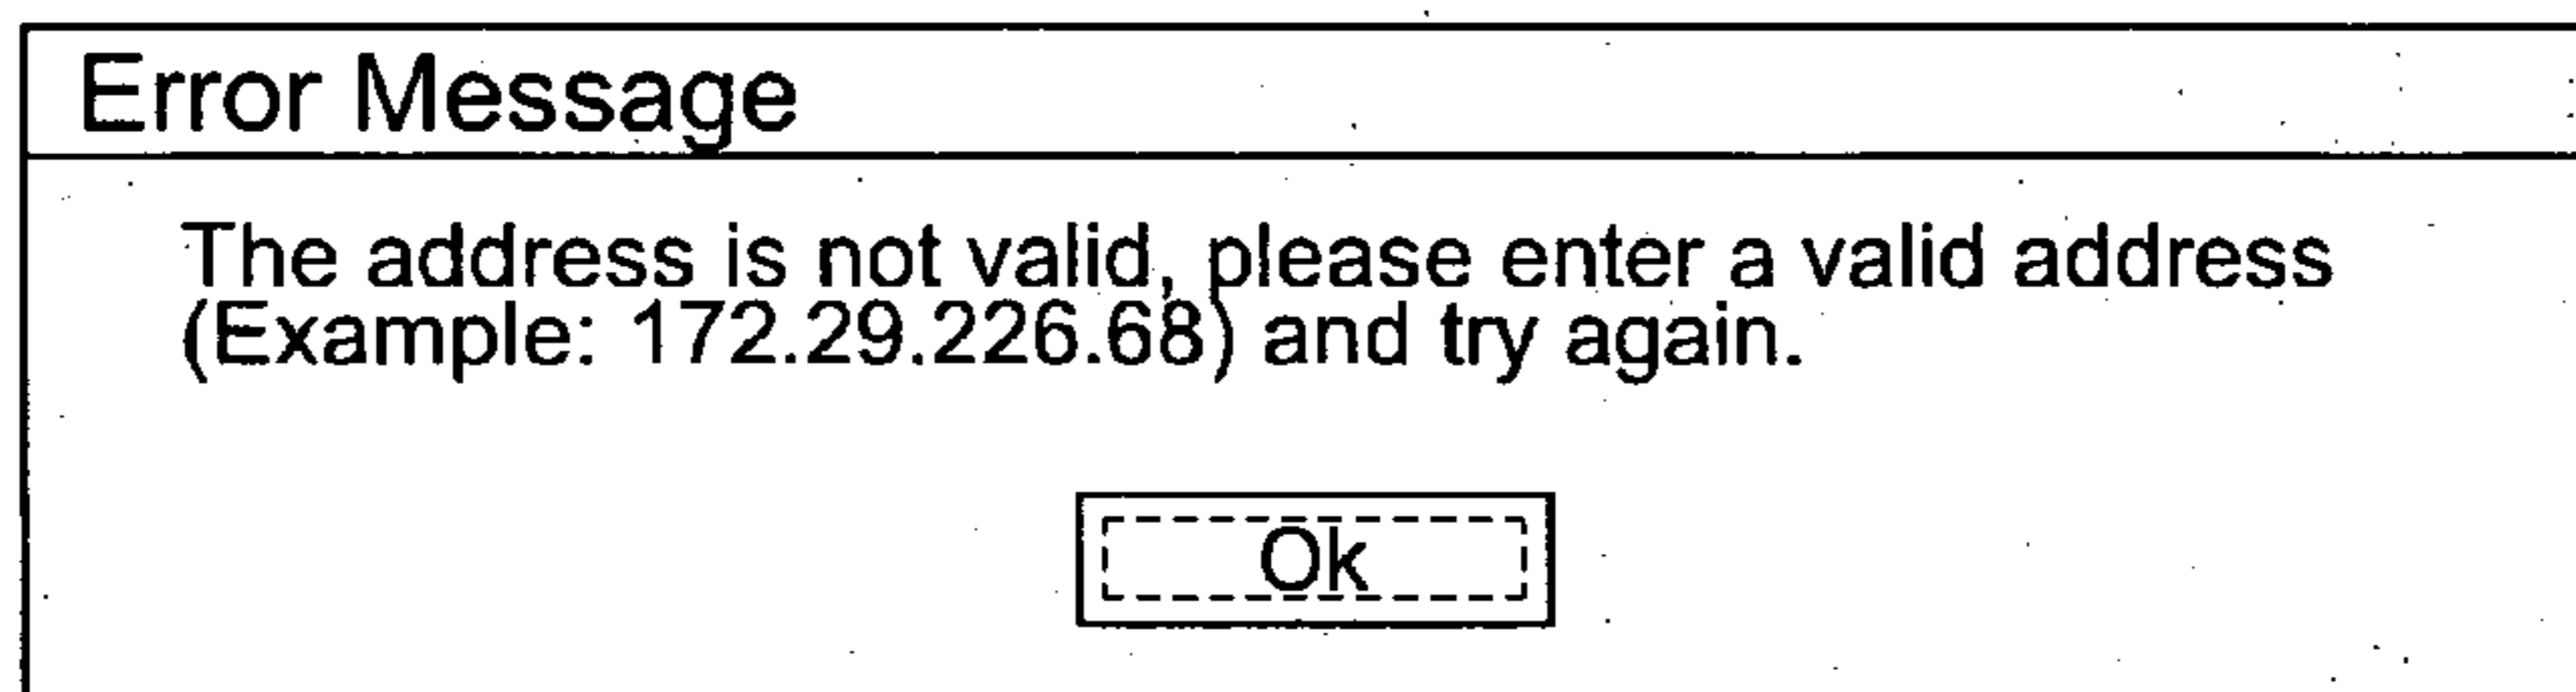 Error Message
The address is not valid, please enter a valid address
(Example: 172.29.226.68) and try again.
Ok